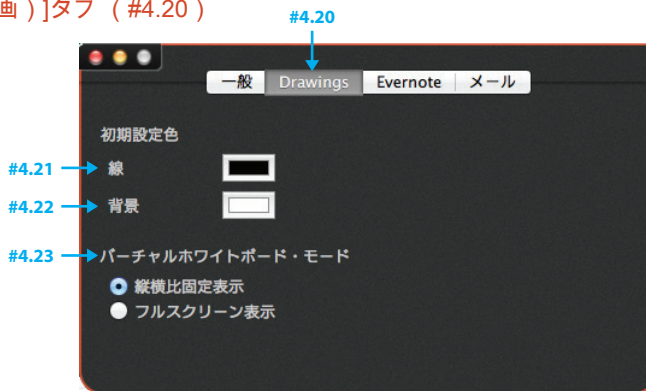 画）]タブ （#4.20）
#4.20
一般 Drawings Evernote メール
初期設定色
#4.21 線
#4.22 背景
#4.23 バーチャルホワイトボード・モード
縦横比固定表示
フルスクリーン表示